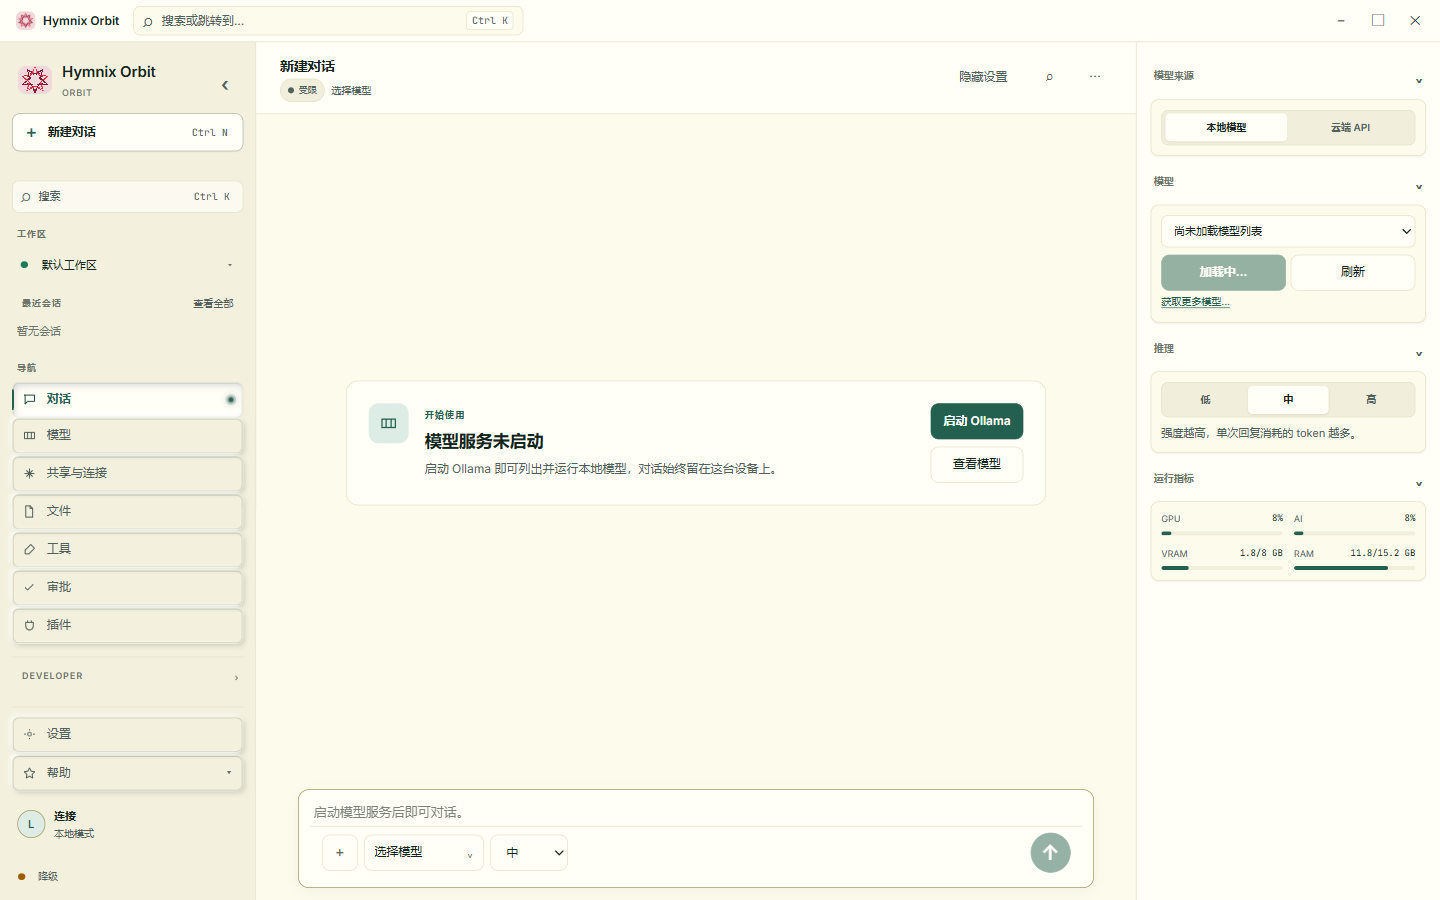 Hymnix Orbit
搜索或跳转到...
Ctrl K
Hymnix Orbit
ORBIT
新建对话
Ctrl N
搜索
Ctrl K
工作区
默认工作区
最近会话
查看全部
暂无会话
导航
对话
模型
共享与连接
文件
工具
审批
插件
DEVELOPER
设置
帮助
L
连接
本地模式
降级
新建对话
受限
选择模型
隐藏设置
开始使用
模型服务未启动
启动 Ollama 即可列出并运行本地模型，对话始终留在这台设备上。
启动 Ollama
查看模型
启动模型服务后即可对话。
选择模型
中
模型来源
本地模型
云端 API
模型
尚未加载模型列表
加载中...
刷新
获取更多模型...
推理
低
中
高
强度越高，单次回复消耗的 token 越多。
运行指标
GPU
8%
AI
8%
VRAM
1.8/8 GB
RAM
11.8/15.2 GB